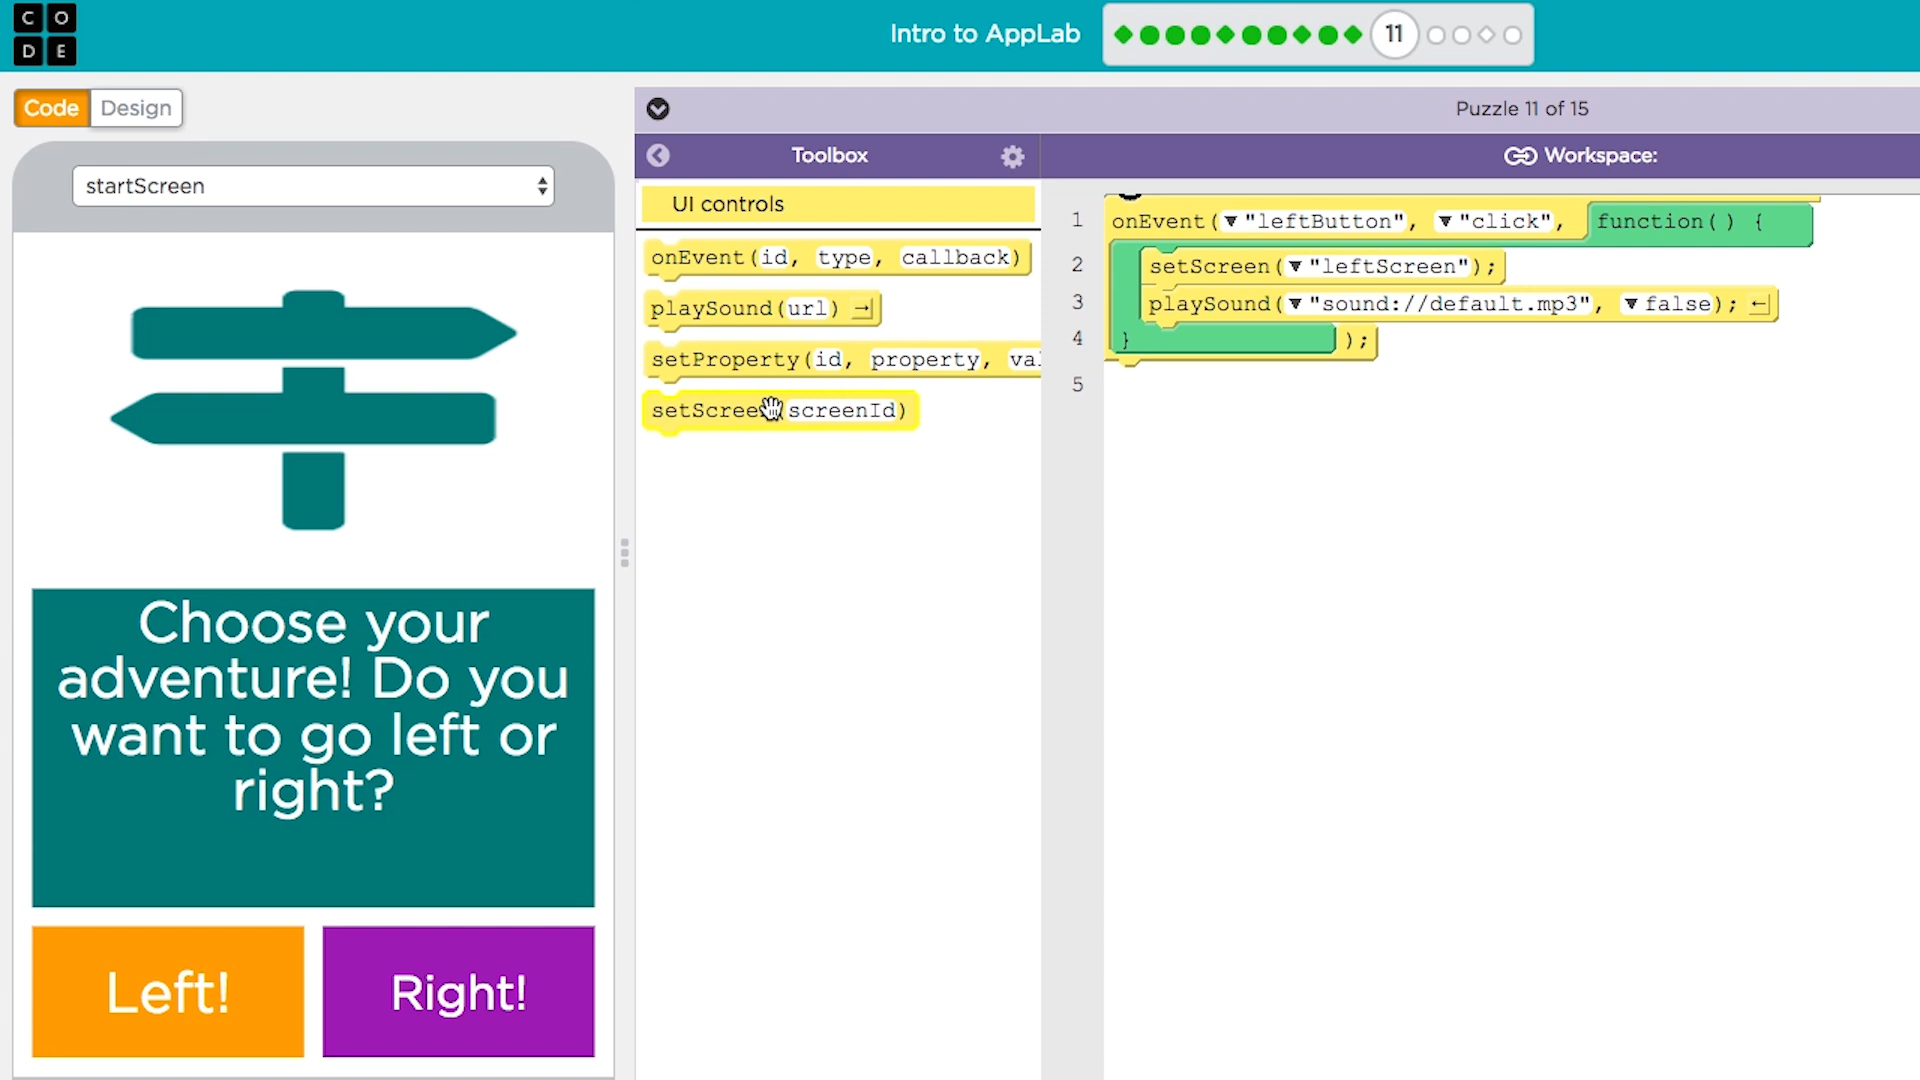 C O
D E
Intro to AppLab
11
Code Design
Puzzle 11 of 15
Toolbox
Workspace:
startScreen
UI controls
onEvent(id, type, callback)
playSound(url)
setProperty(id, property, val
setScree screenId)
1 onEvent( "leftButton", "click", function() {
2 setScreen( "leftScreen");
3 playSound( "sound://default.mp3", false);
4 } );
5
Choose your
adventure! Do you
want to go left or
right?
Left! Right!